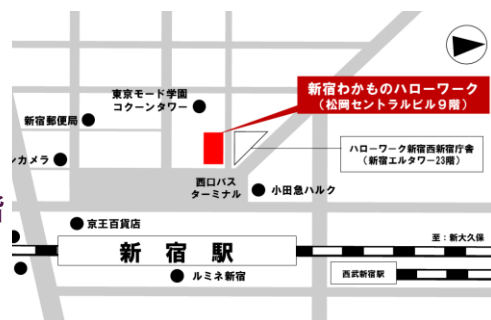 東京モード学園
コクーンタワー
新宿わかものハローワーク
（松岡セントラルビル９階）
新宿郵便局
ンカメラ
ハローワーク新宿西新宿庁舎
（新宿エルタワー23階）
西口バス
ターミナル
小田急ハルク
京王百貨店
新宿駅
至：新大久保
ルミネ新宿
西武新宿駅